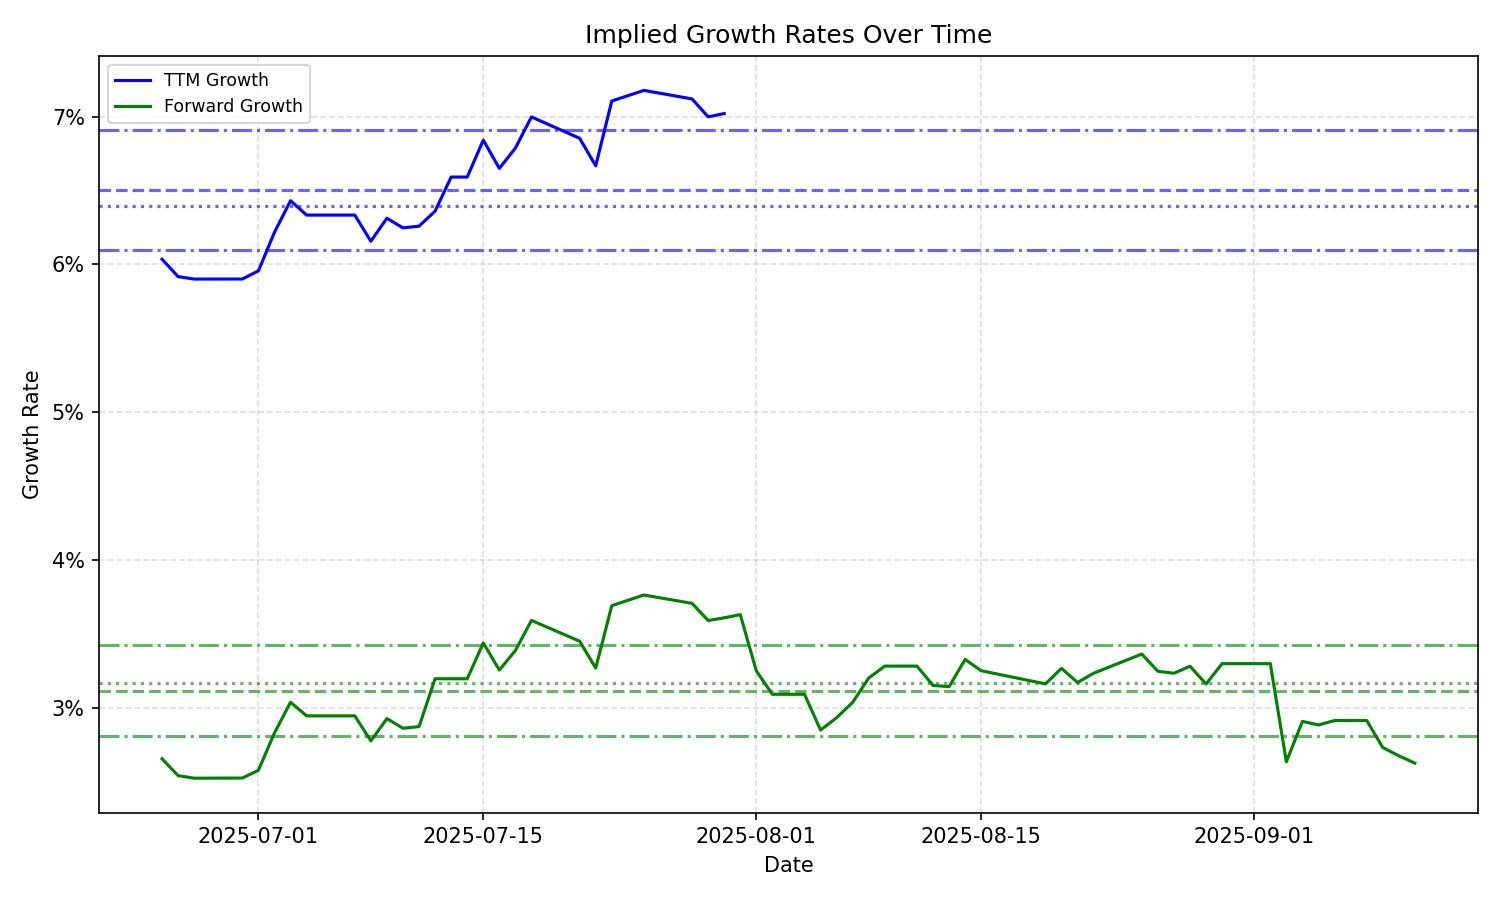 Implied Growth Rates Over Time
TTM Growth
Forward Growth
7%
6%
5%
4%
3%
Growth Rate
2025-07-01
2025-07-15
2025-08-01
2025-08-15
2025-09-01
Date